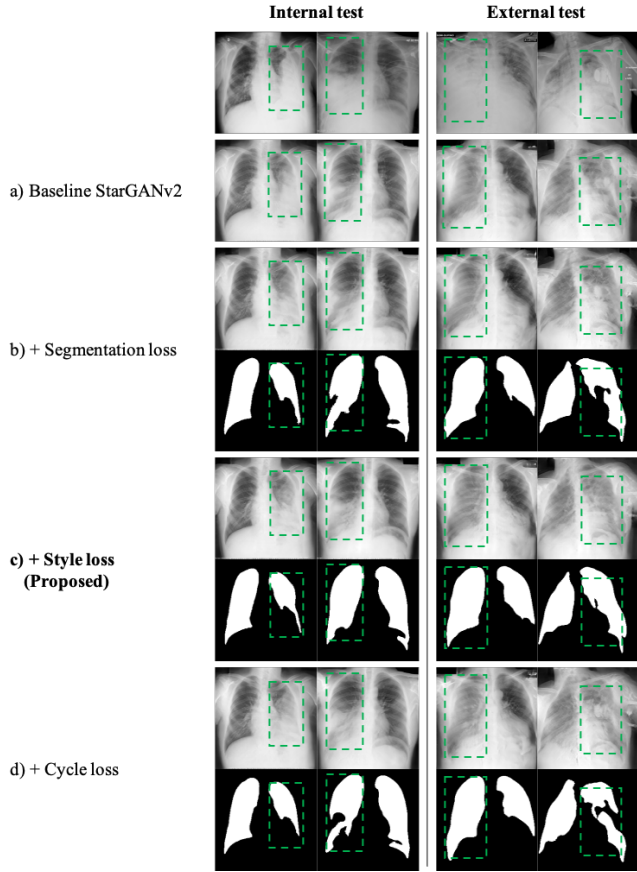 Internal test
External test
a) Baseline StarGANv2
b) + Segmentation loss
c) + Style loss
(Proposed)
d) + Cycle loss